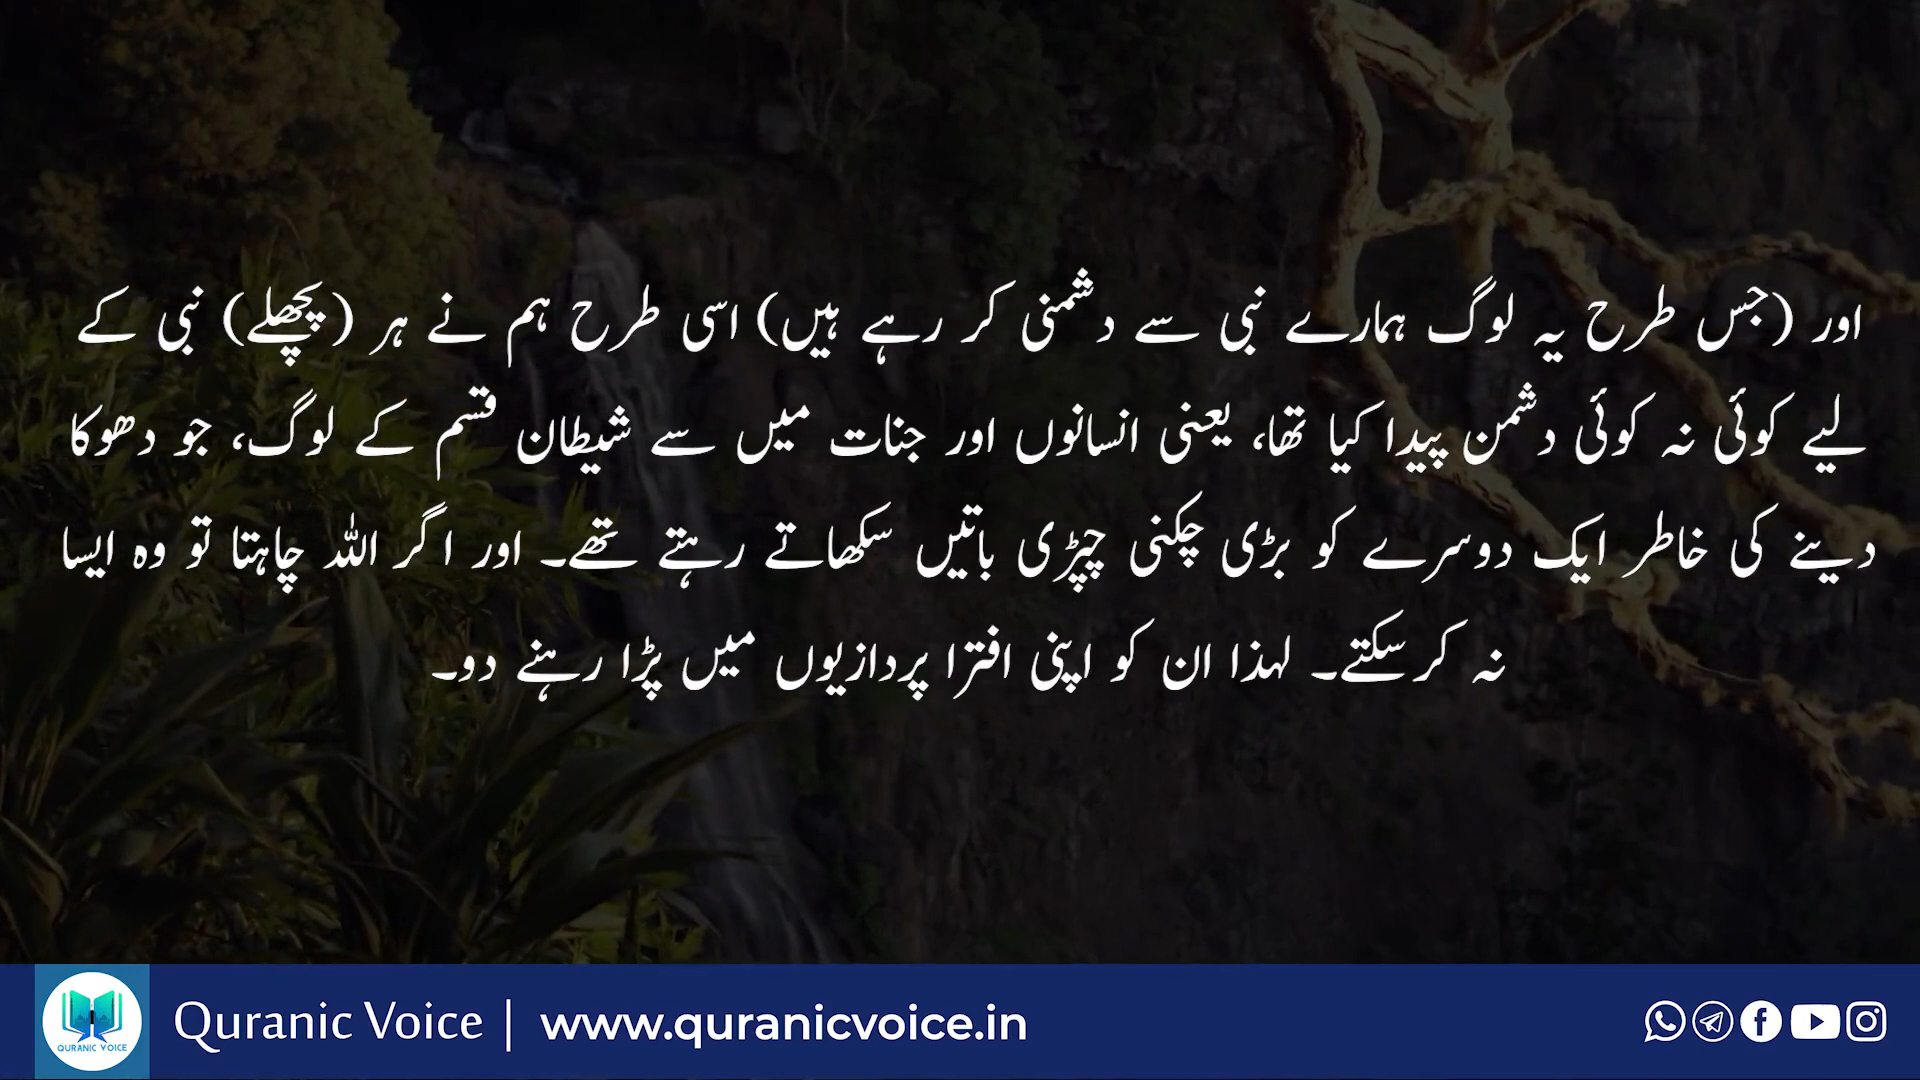 اور (جس طرح یہ لوگ ہمارے نبی سے دشمنی کر رہے ہیں) اسی طرح ہم نے ہر (پچھلے) نبی کے
لیے کوئی نہ کوئی دشمن پیدا کیا تھا، یعنی انسانوں اور جنات میں سے شیطان قسم کے لوگ، جو دھوکا
دینے کی خاطر ایک دوسرے کو بڑی چکنی چپڑی باتیں سکھاتے رہتے تھے۔ اور اگر اللہ چاہتا تو وہ ایسا
نہ کرسکتے۔ لہذا ان کو اپنی افترا پردازیوں میں پڑا رہنے دو۔
QURANIC VOICE
Quranic Voice | www.quranicvoice.in